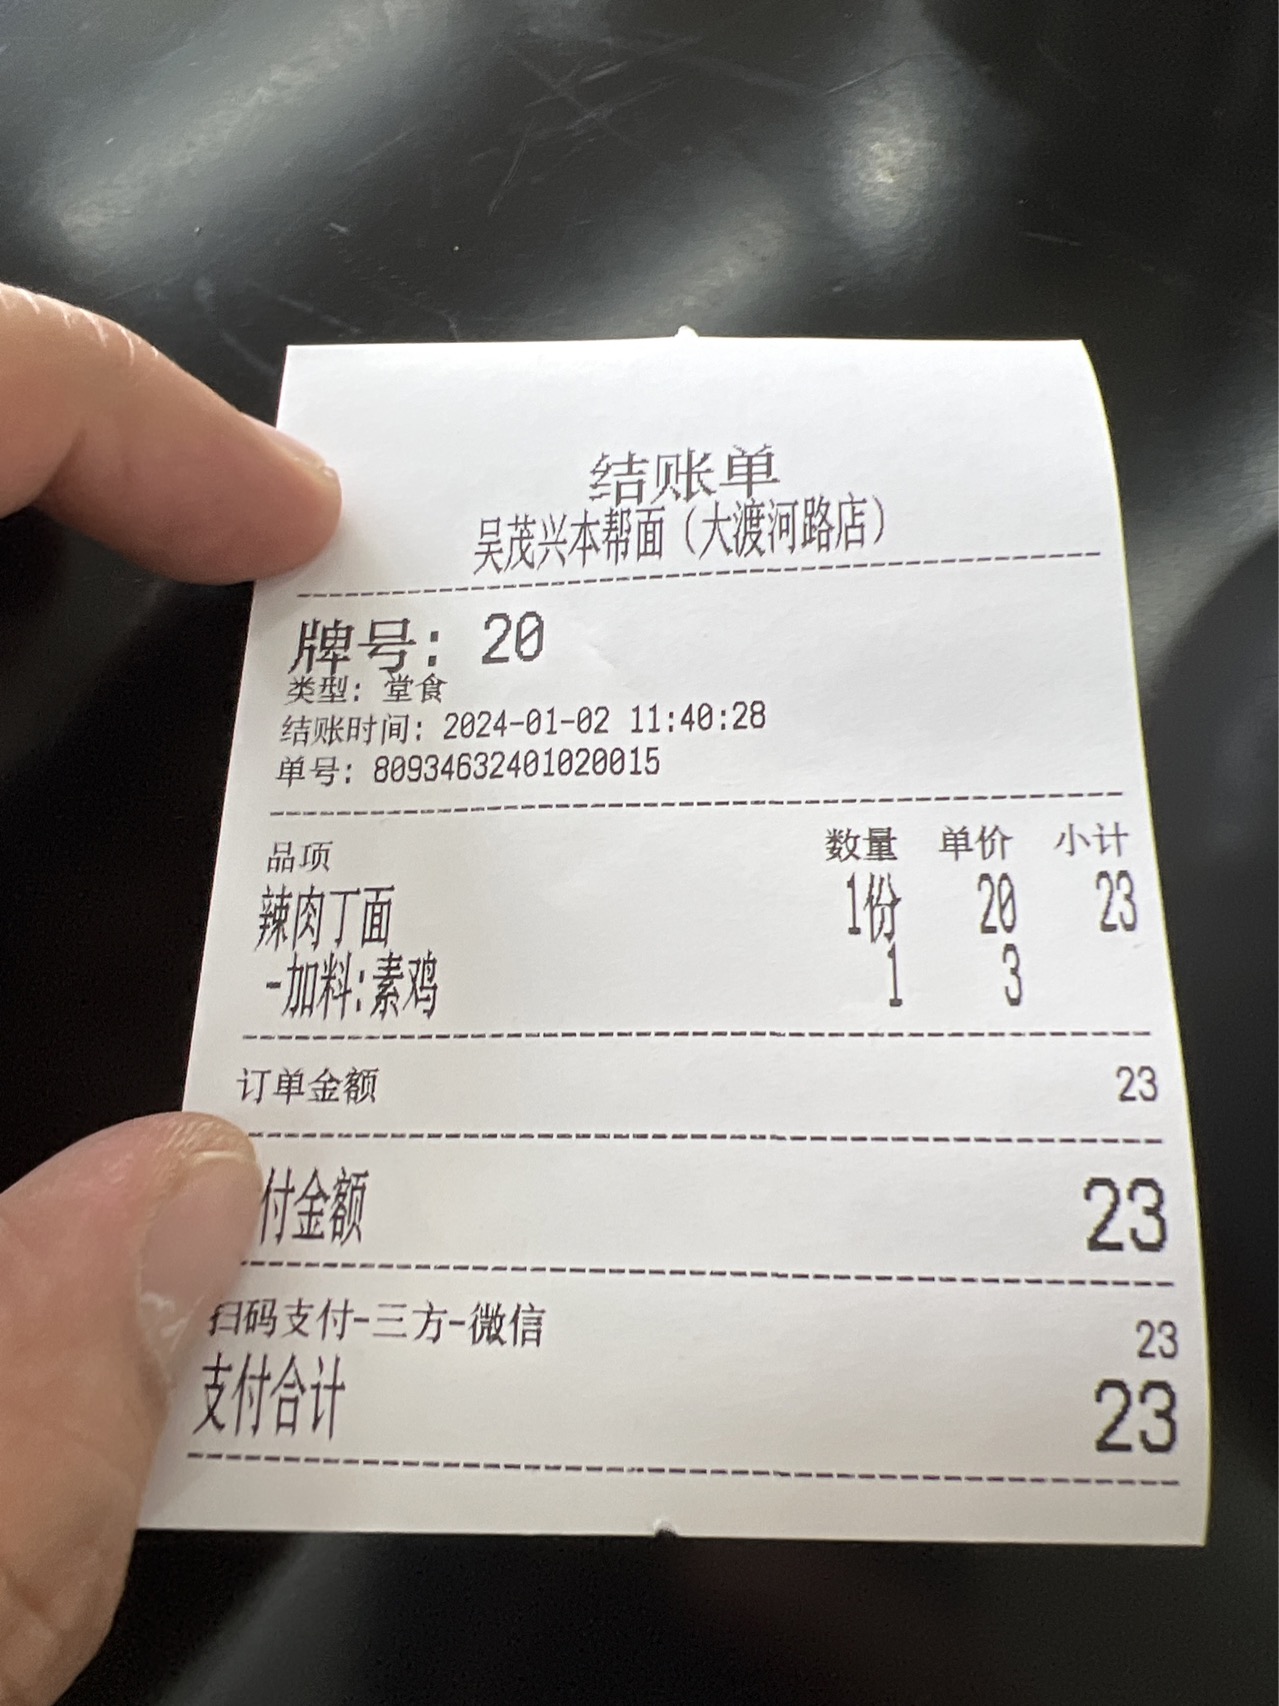 结账单
吴茂兴本帮面（大渡河路店）
牌号: 20
类型: 堂食
结账时间: 2024-01-02 11:40:28
单号: 80934632401020015
品项 数量 单价 小计
辣肉丁面 1份 20 23
-加料:素鸡 1 3
订单金额 23
付金额 23
扫码支付-三方-微信 23
支付合计 23